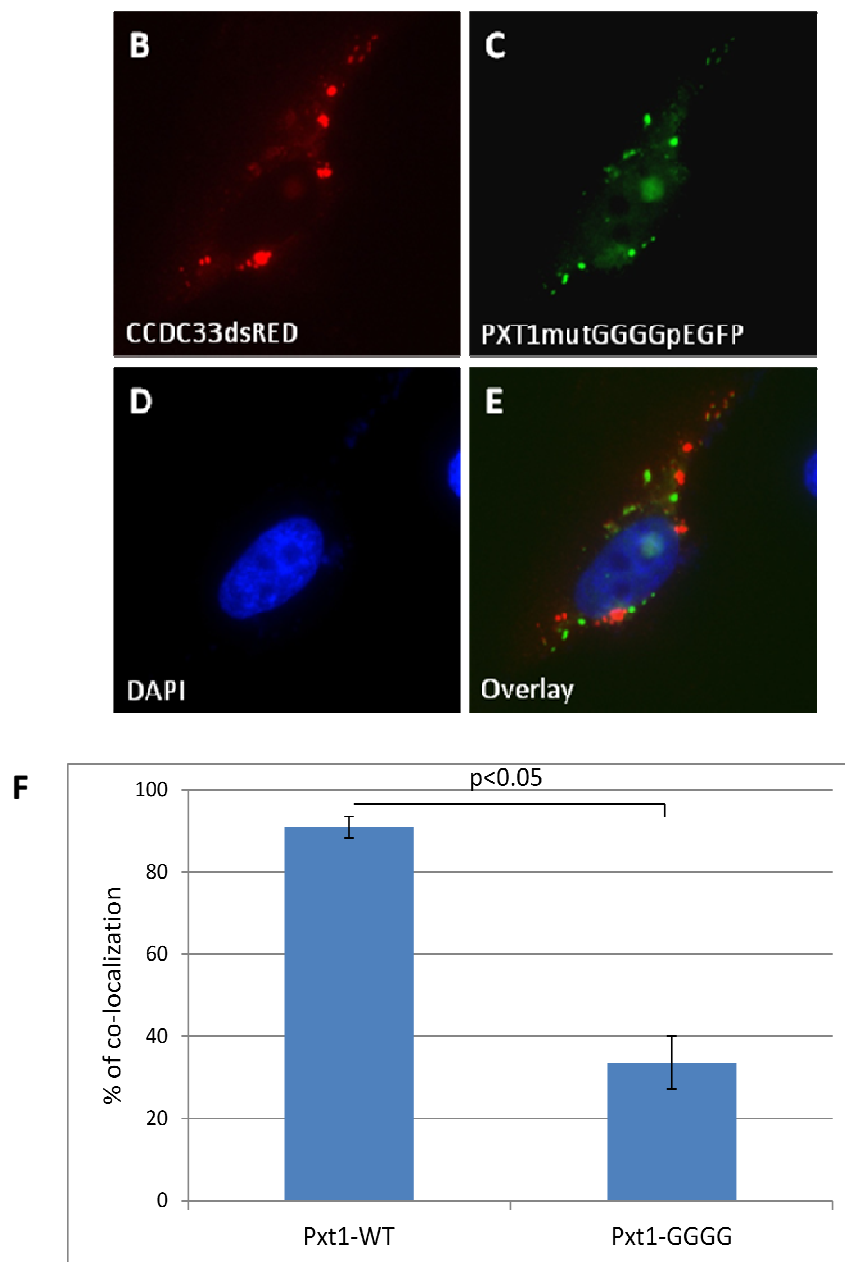 B
C
CCDC33dsRED
PXT1mutGGGGpEGFP
D
E
DAPI
Overlay
F
p<0.05
100
80
60
40
20
0
% of co-localization
Pxt1-WT
Pxt1-GGGG